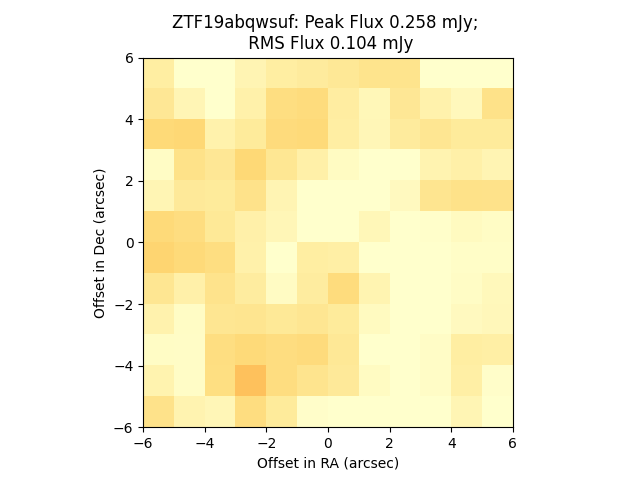 ZTF19abqwsuf: Peak Flux 0.258 mJy;
RMS Flux 0.104 mJy
6
4
2
0
−2
−4
−6
Offset in Dec (arcsec)
−6 −4 −2 0 2 4 6
Offset in RA (arcsec)